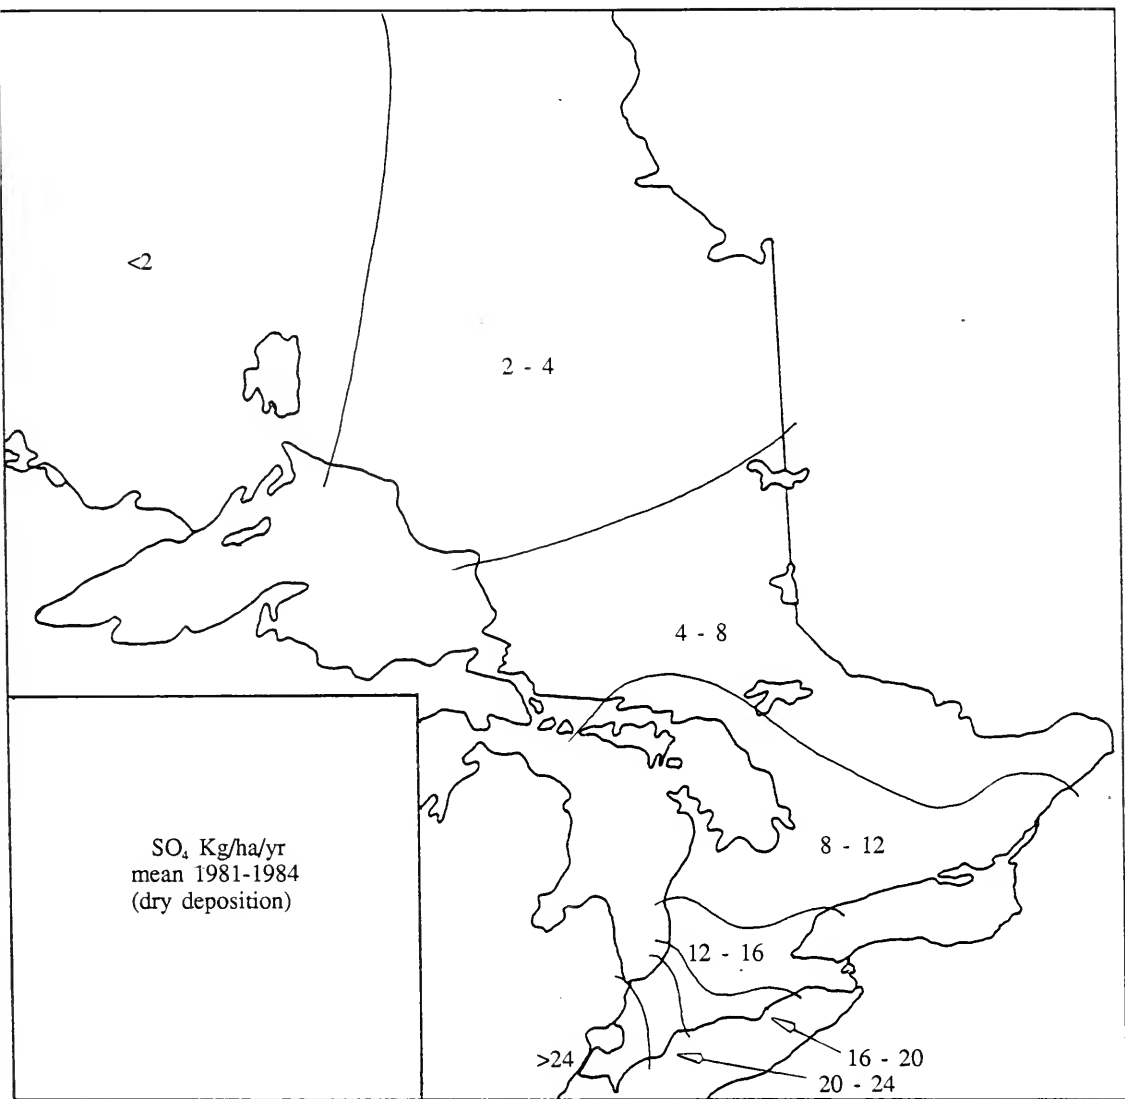 <2
2 - 4
4 - 8
8 - 12
SO₄ Kg/ha/yr
mean 1981-1984
(dry deposition)
12 - 16
>24
16 - 20
20 - 24